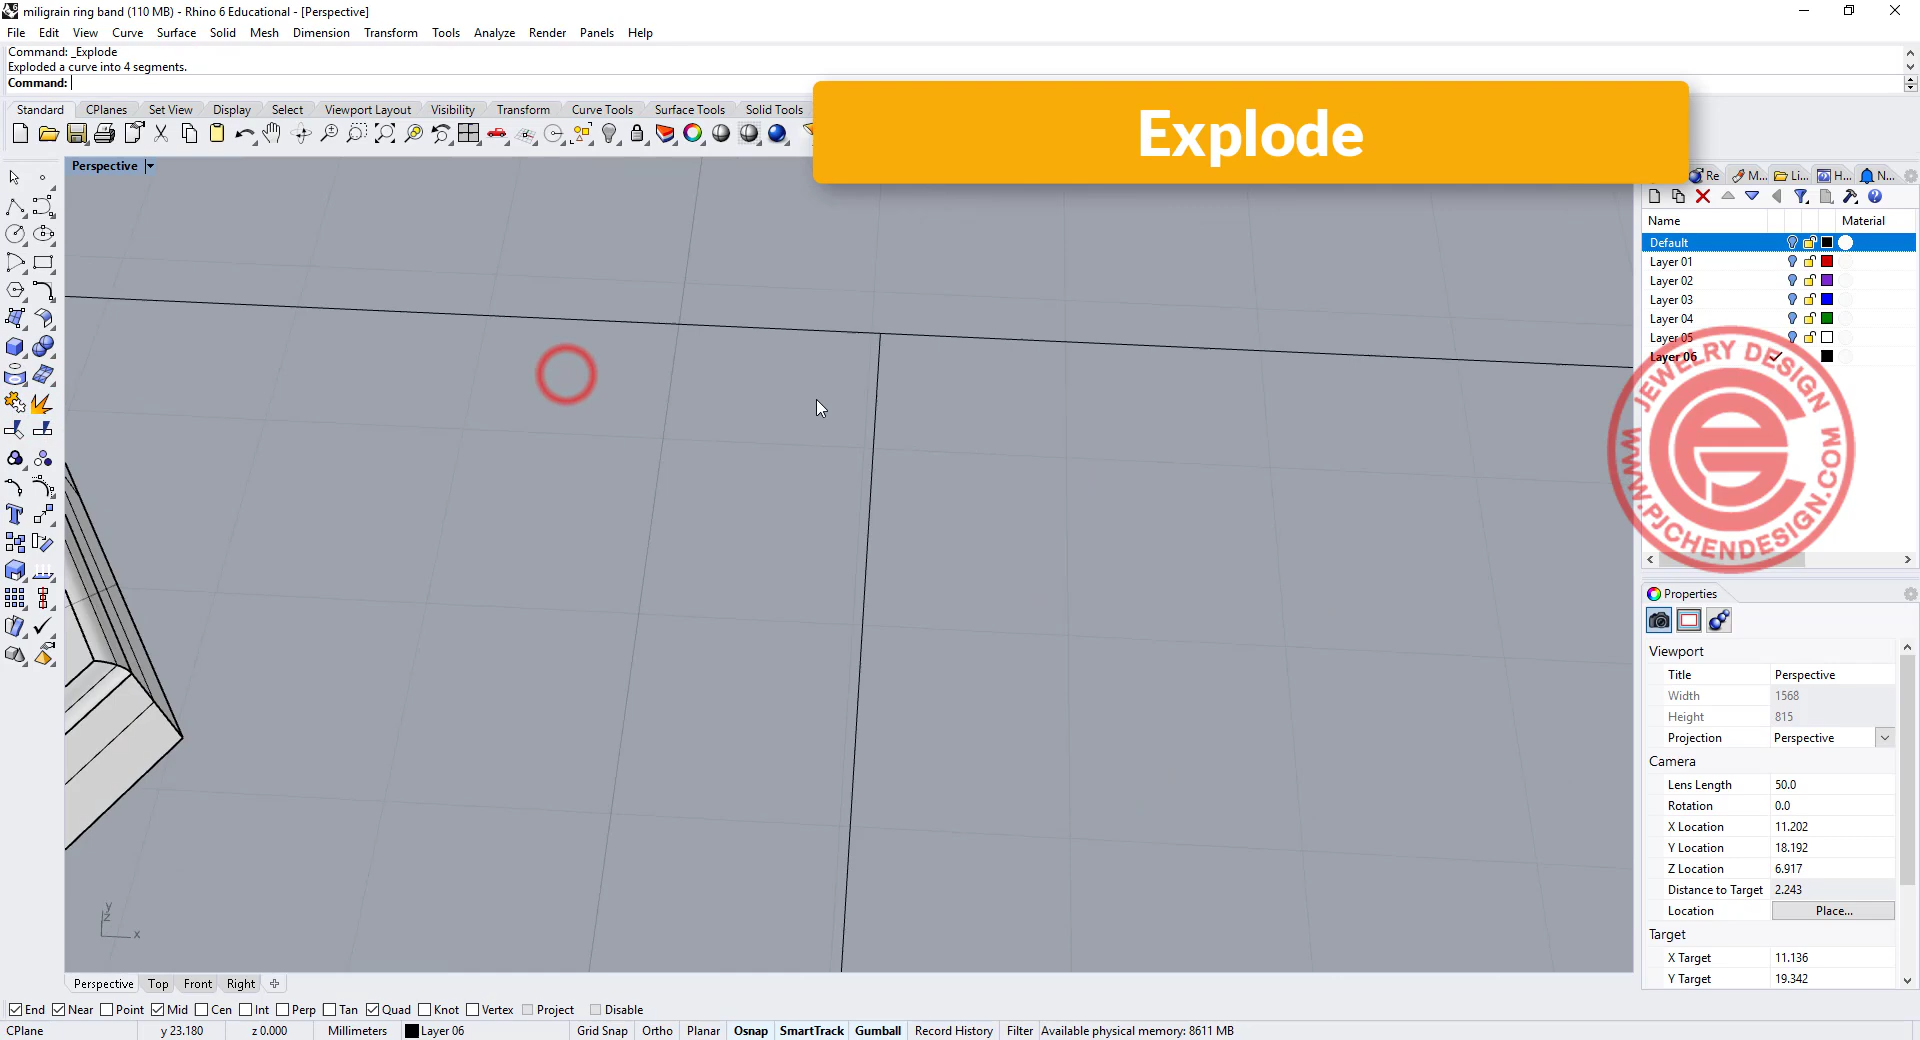 miligrain ring band (110 MB) - Rhino 6 Educational - [Perspective]
File Edit View Curve Surface Solid Mesh Dimension Transform Tools Analyze Render Panels Help
Command: _Explode
Exploded a curve into 4 segments.
Command:
Explode
Standard CPlanes Set View Display Select Viewport Layout Visibility Transform Curve Tools Surface Tools Solid Tools
Perspective
Re M... Li... H... N...
Name Material
Default
Layer 01
Layer 02
Layer 03
Layer 04
Layer 05
Layer 06
JEWELRY DESIGN
WWW.PJCHENDESIGN.COM
Properties
Viewport
Title Perspective
Width 1568
Height 815
Projection Perspective
Camera
Lens Length 50.0
Rotation 0.0
X Location 11.202
Y Location 18.192
Z Location 6.917
Distance to Target 2.243
Location Place...
Target
X Target 11.136
Y Target 19.342
y
z
x
Perspective Top Front Right
End Near Point Mid Cen Int Perp Tan Quad Knot Vertex Project Disable
CPlane y 23.180 z 0.000 Millimeters Layer 06 Grid Snap Ortho Planar Osnap SmartTrack Gumball Record History Filter Available physical memory: 8611 MB